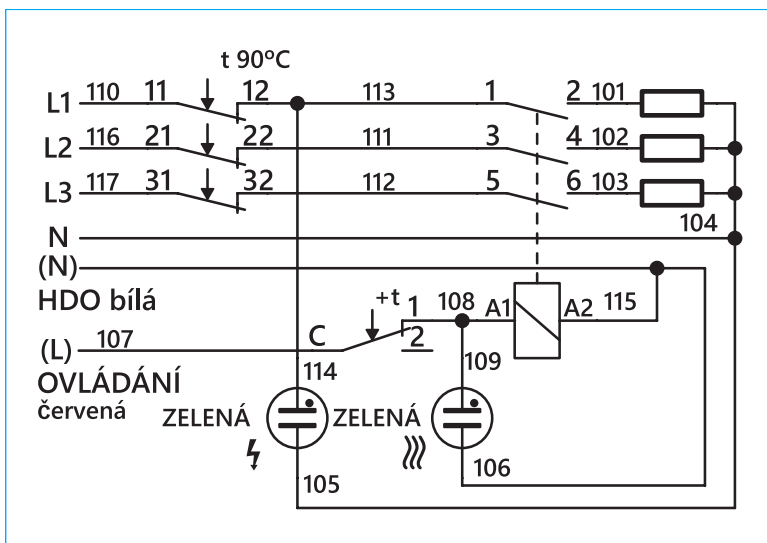 t 90°C
L1 110 11 12 113 1 2 101
L2 116 21 22 111 3 4 102
L3 117 31 32 112 5 6 103
104
N
(N)
HDO bílá
+t 1 108 A1 A2 115
(L) 107 C 2
OVLÁDÁNÍ 114 109
červená ZELENÁ ZELENÁ
105 106